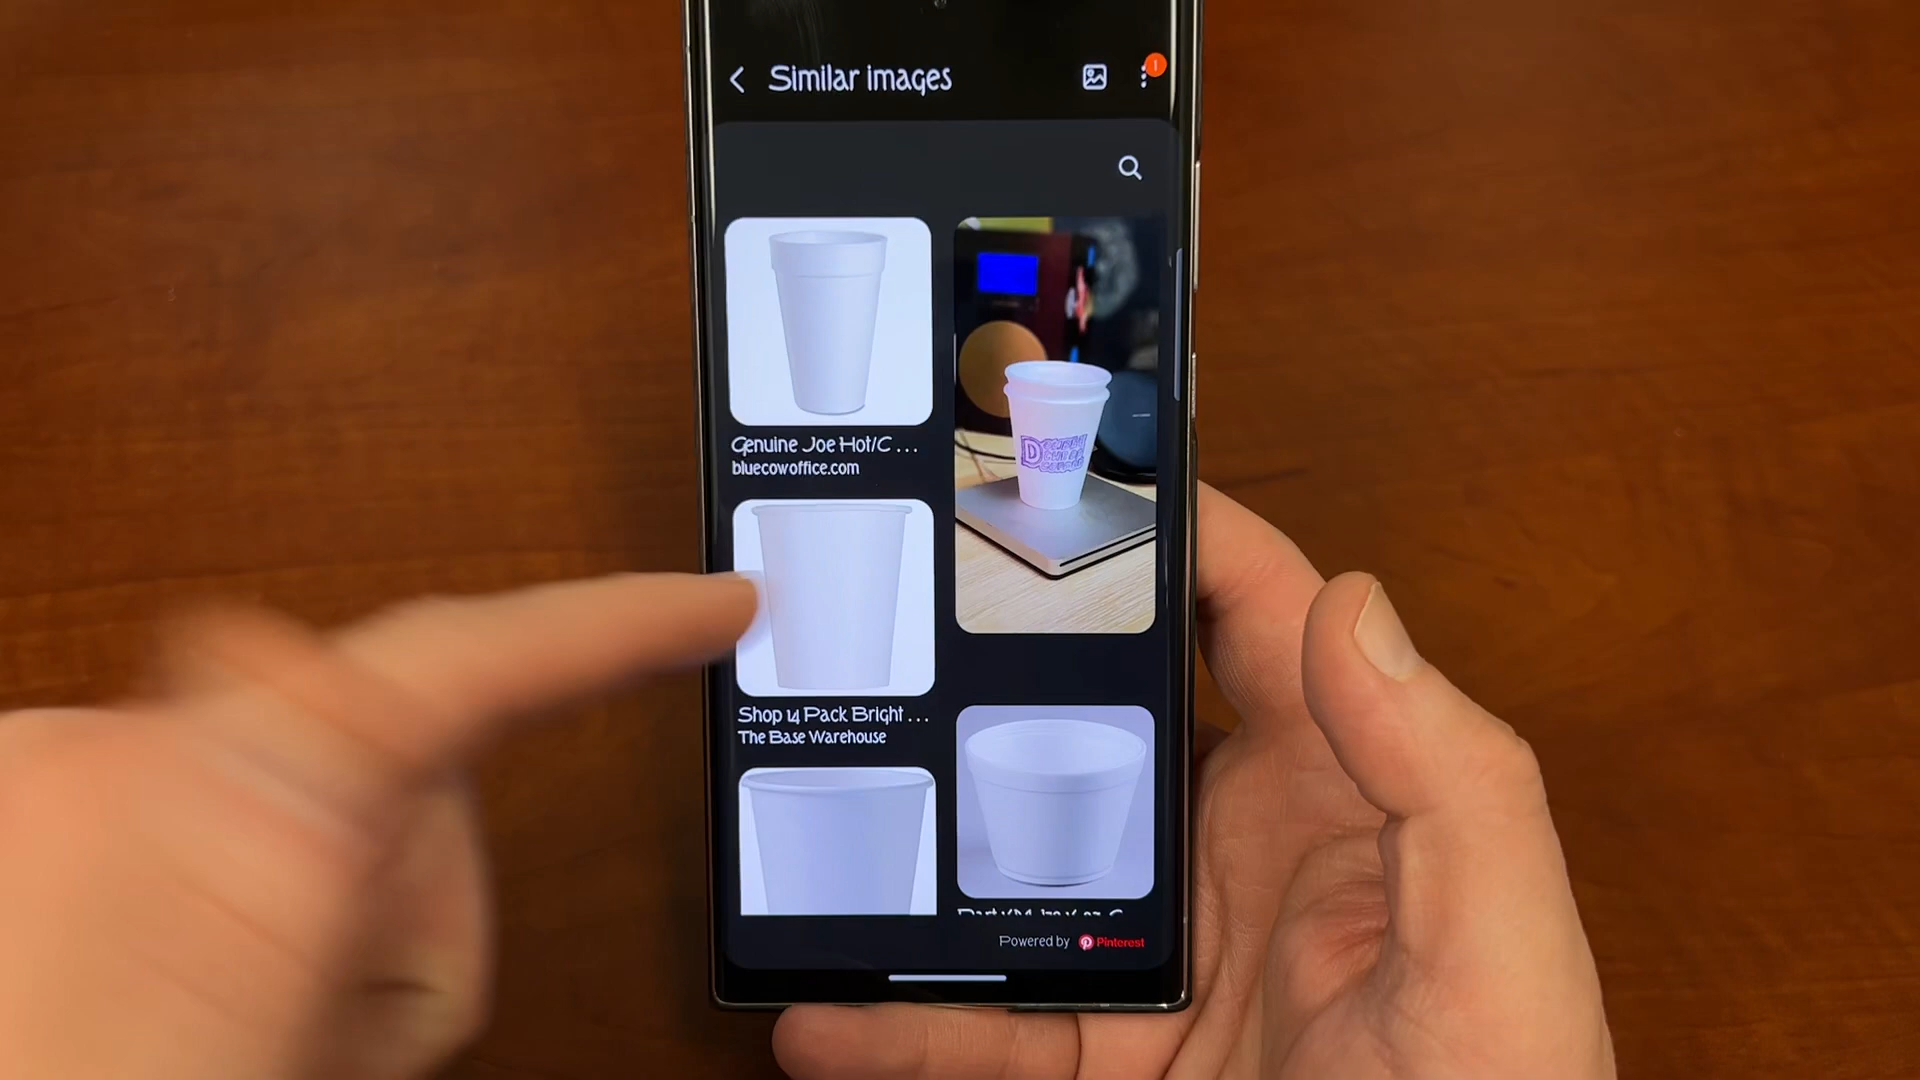 Similar images
Genuine Joe Hot/C ...
bluecowoffice.com
Shop 14 Pack Bright ...
The Base Warehouse
Powered by Pinterest